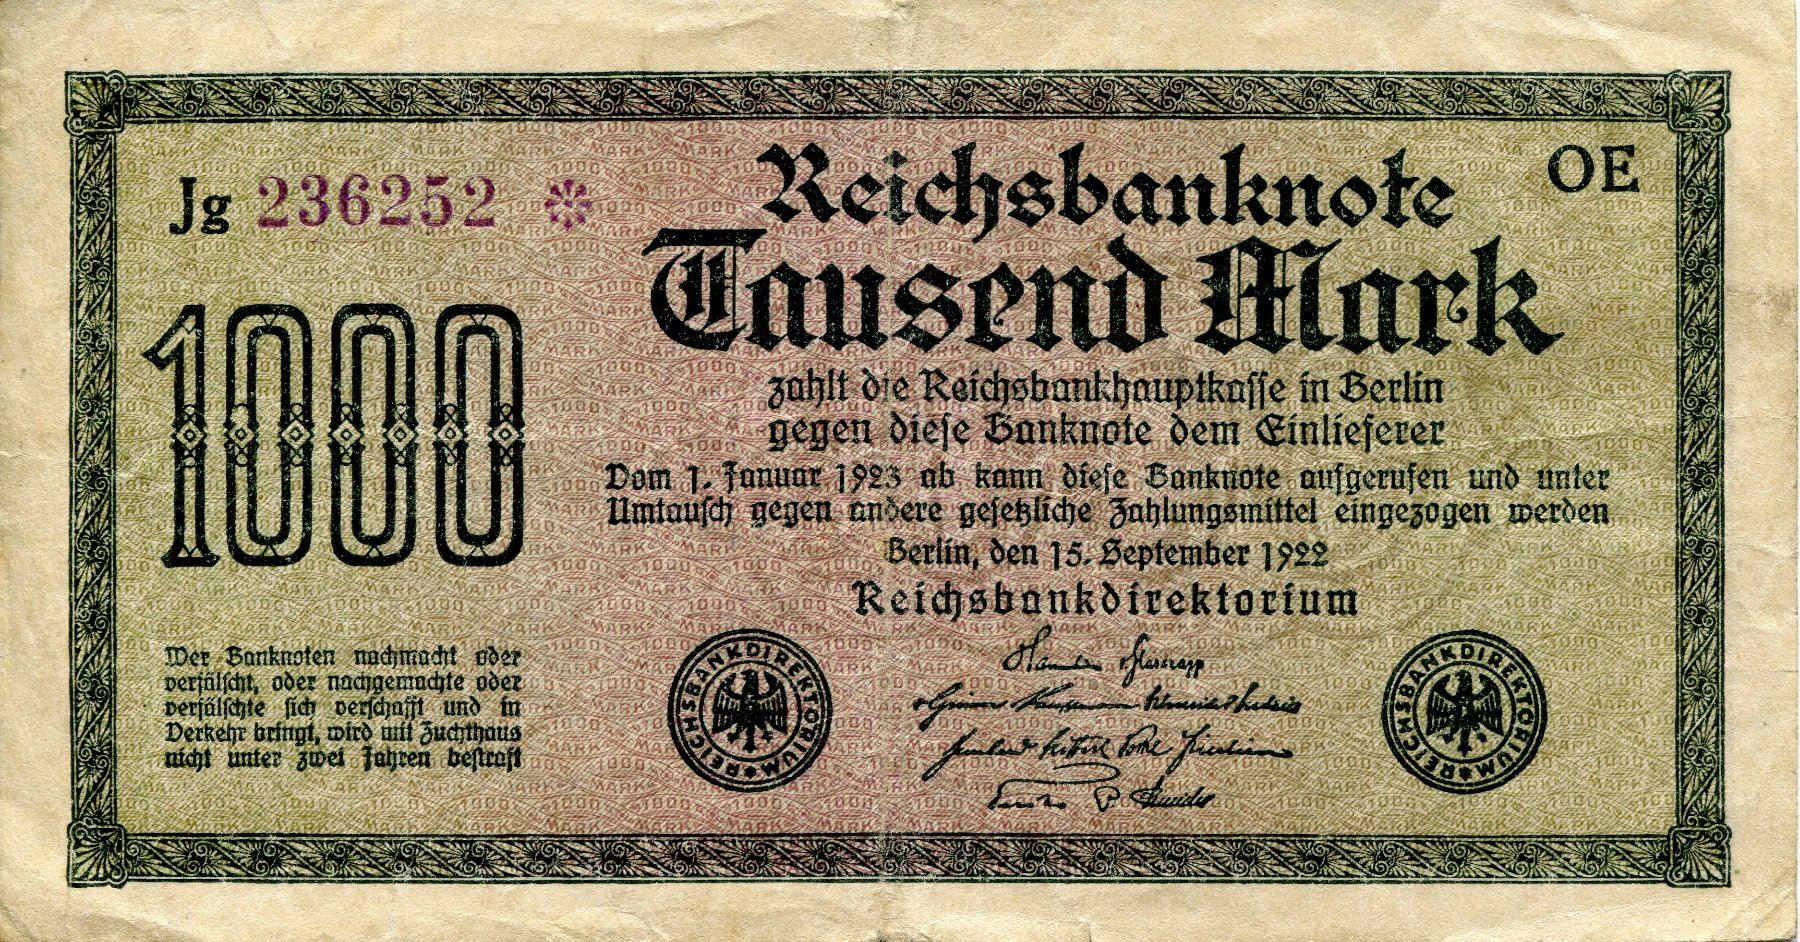 Jg 236252 *
OE
Reichsbanknote
Tausend Mark
1000
zahlt die Reichsbankhauptkasse in Berlin
gegen diese Banknote dem Einlieferer
Vom 1. Januar 1923 ab kann diese Banknote aufgerufen und unter
Umtausch gegen andere gesetzliche Zahlungsmittel eingezogen werden
Berlin, den 15. September 1922
Reichsbankdirektorium
Wer Banknoten nachmacht oder
verfälscht, oder nachgemachte oder
verfälschte sich verschafft und in
Verkehr bringt, wird mit Zuchthaus
nicht unter zwei Jahren bestraft
REICHSBANKDIREKTORIUM
REICHSBANKDIREKTORIUM
1000 MARK